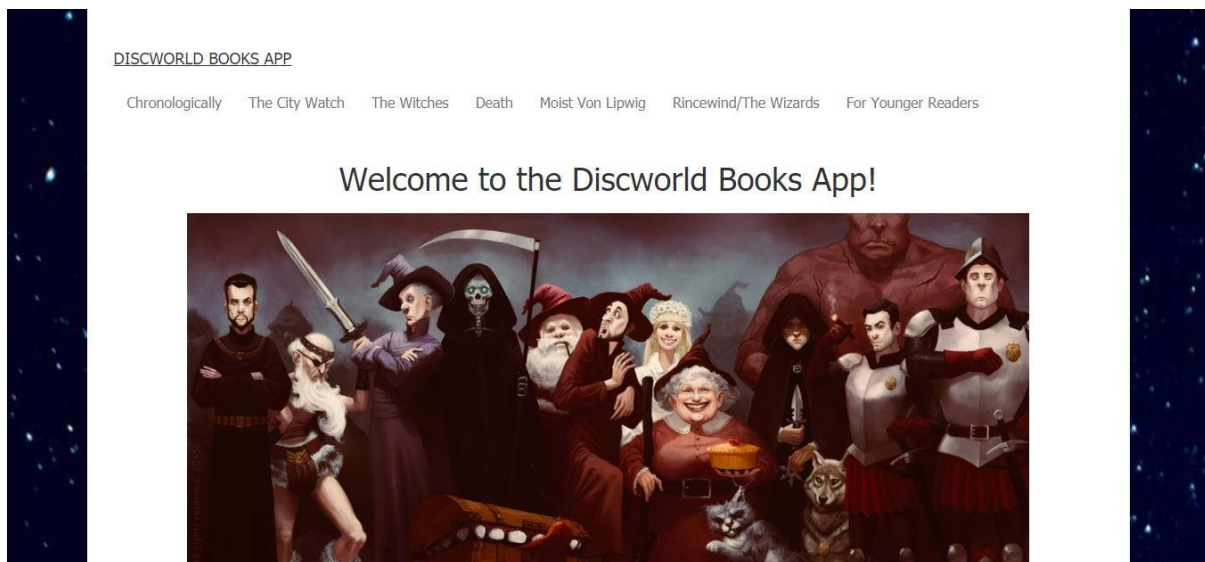 DISCWORLD BOOKS APP
Chronologically The City Watch The Witches Death Moist Von Lipwig Rincewind/The Wizards For Younger Readers
Welcome to the Discworld Books App!